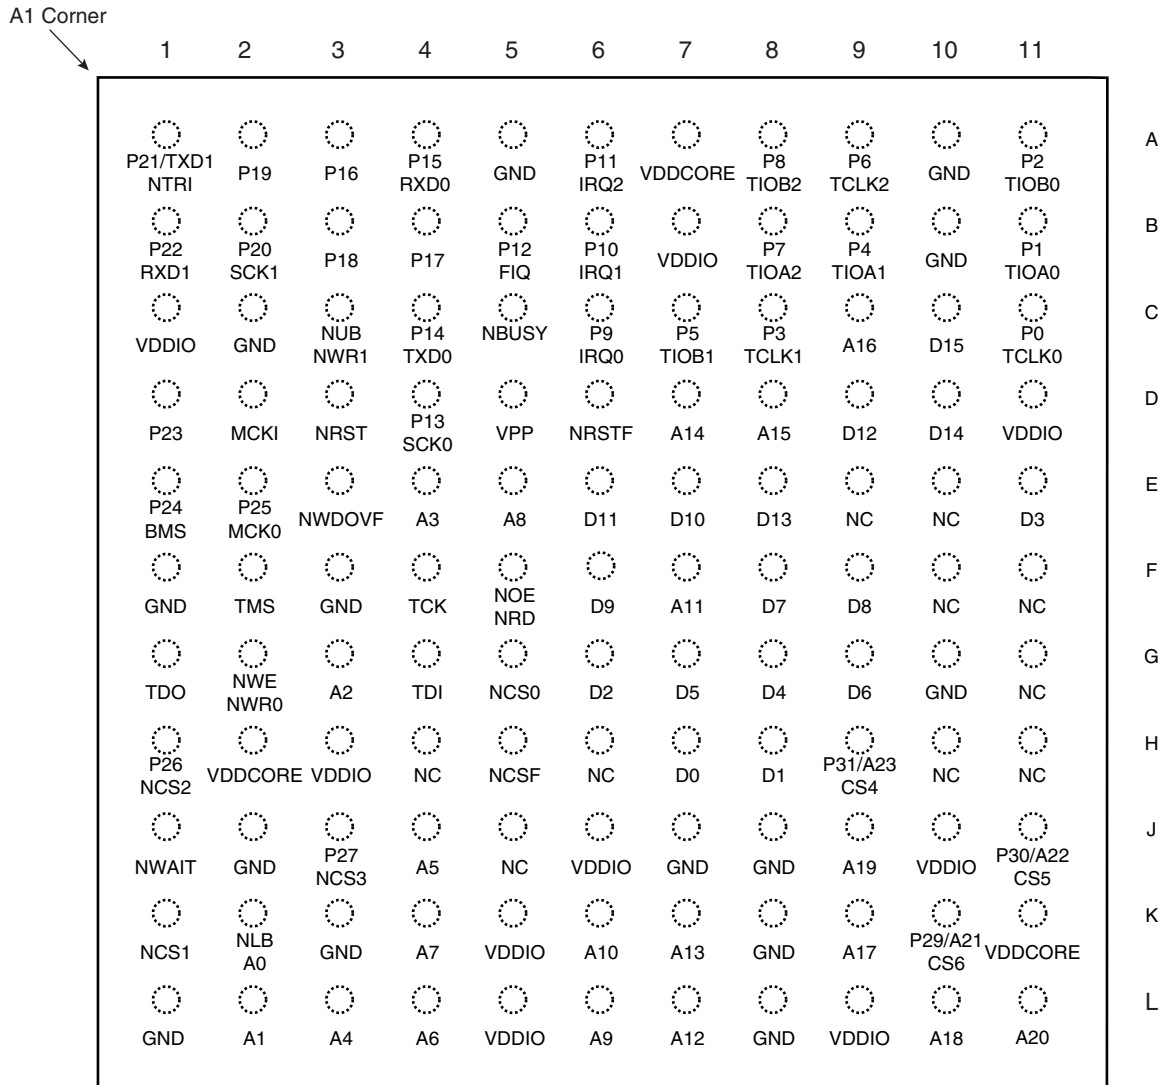 A1 Corner
1 2 3 4 5 6 7 8 9 10 11
A
P21/TXD1 P15 P11 P8 P6 P2
P19 P16 GND VDDCORE GND
NTRI RXD0 IRQ2 TIOB2 TCLK2 TIOB0
B
P22 P20 P12 P10 P7 P4 P1
P18 P17 VDDIO GND
RXD1 SCK1 FIQ IRQ1 TIOA2 TIOA1 TIOA0
C
NUB P14 NBUSY P9 P5 P3 P0
VDDIO GND A16 D15
NWR1 TXD0 IRQ0 TIOB1 TCLK1 TCLK0
D
P13
P23 MCKI NRST VPP NRSTF A14 A15 D12 D14 VDDIO
SCK0
E
P24 P25
NWDOVF A3 A8 D11 D10 D13 NC NC D3
BMS MCK0
F
NOE
GND TMS GND TCK D9 A11 D7 D8 NC NC
NRD
G
NWE
TDO A2 TDI NCS0 D2 D5 D4 D6 GND NC
NWR0
H
P26 P31/A23
VDDCORE VDDIO NC NCSF NC D0 D1 NC NC
NCS2 CS4
J
P27 P30/A22
NWAIT GND A5 NC VDDIO GND GND A19 VDDIO
NCS3 CS5
K
NLB P29/A21
NCS1 GND A7 VDDIO A10 A13 GND A17 VDDCORE
A0 CS6
L
GND A1 A4 A6 VDDIO A9 A12 GND VDDIO A18 A20